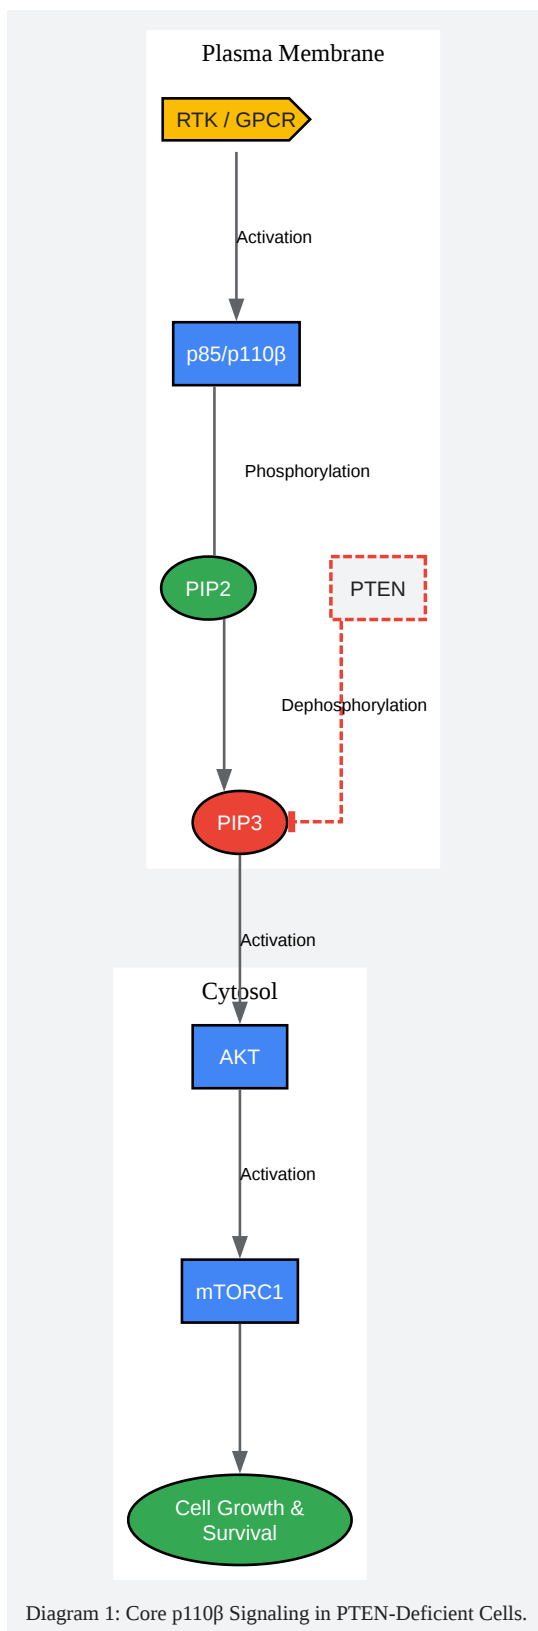 Plasma Membrane
RTK / GPCR
Activation
p85/p110β
Phosphorylation
PIP2
PTEN
Dephosphorylation
PIP3
Activation
Cytosol
AKT
Activation
mTORC1
Cell Growth &
Survival
Diagram 1: Core p110β Signaling in PTEN-Deficient Cells.